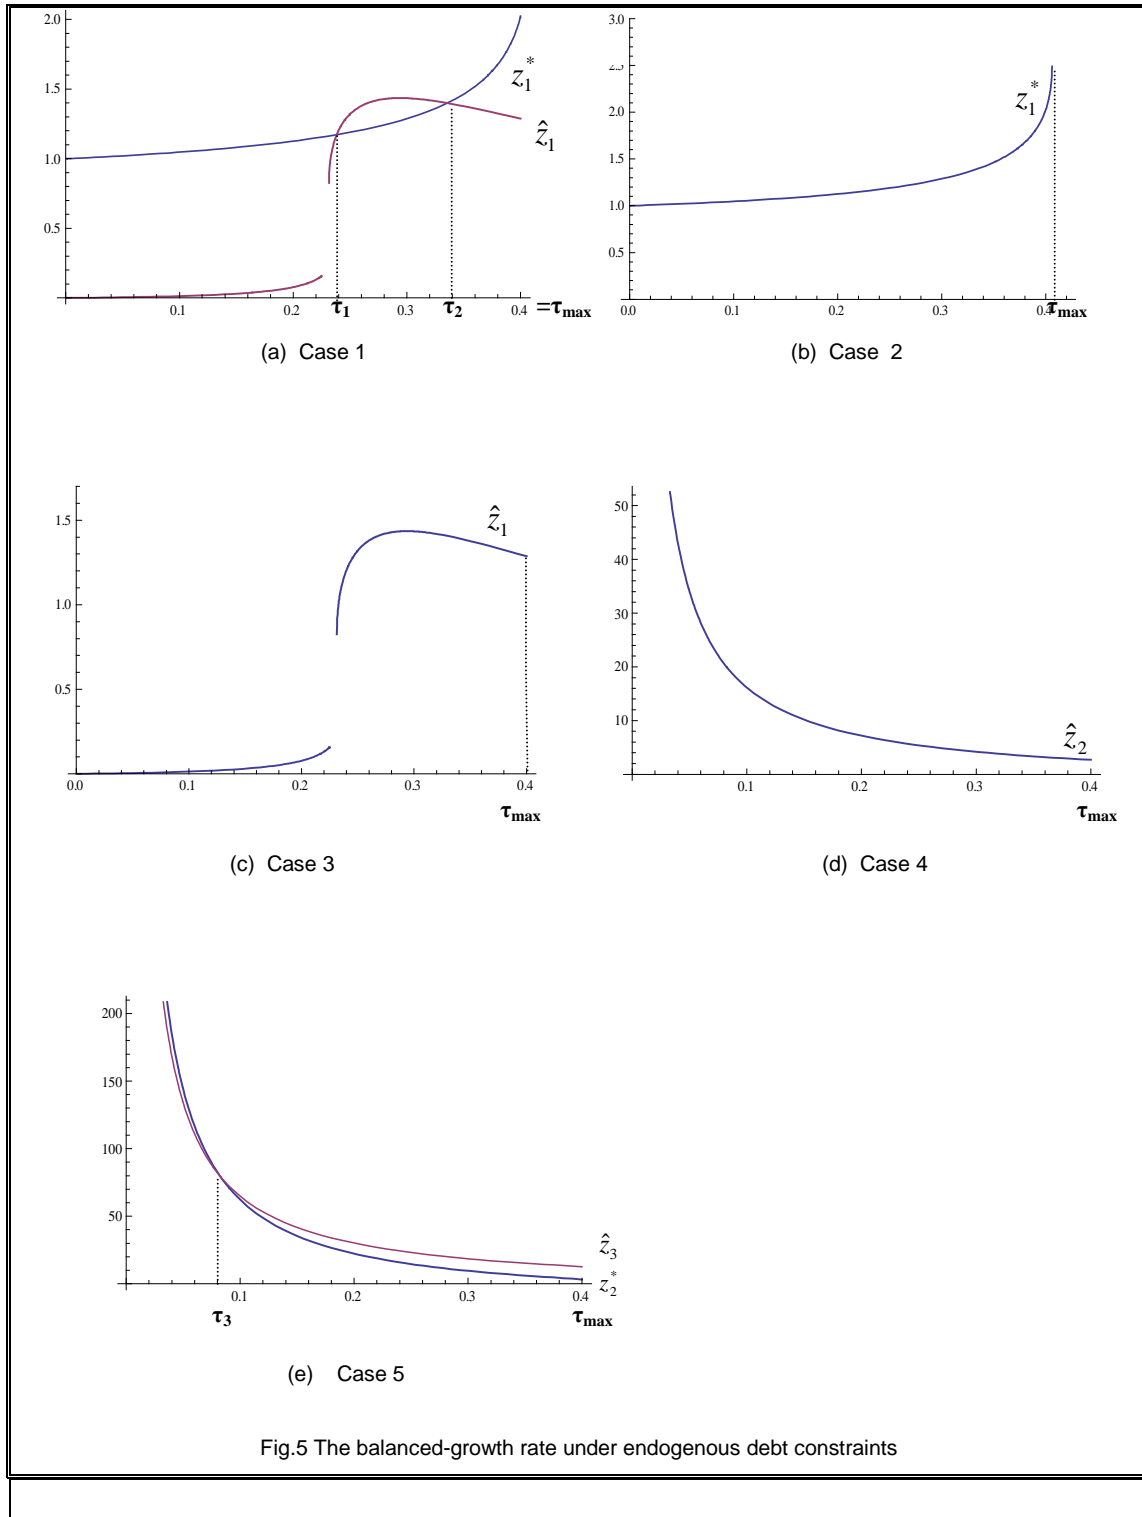 2.0
1.5
1.0
0.5
z₁*
ẑ₁
0.1
0.2
τ₁
0.3
τ₂
0.4
=τmax
(a) Case 1
3.0
2.5
2.0
1.5
1.0
0.5
z₁*
0.0
0.1
0.2
0.3
0.4
τmax
(b) Case 2
1.5
1.0
0.5
ẑ₁
0.0
0.1
0.2
0.3
0.4
τmax
(c) Case 3
50
40
30
20
10
ẑ₂
0.1
0.2
0.3
0.4
τmax
(d) Case 4
200
150
100
50
ẑ₃
z₂*
0.1
0.2
0.3
0.4
τ₃
τmax
(e) Case 5
Fig.5 The balanced-growth rate under endogenous debt constraints